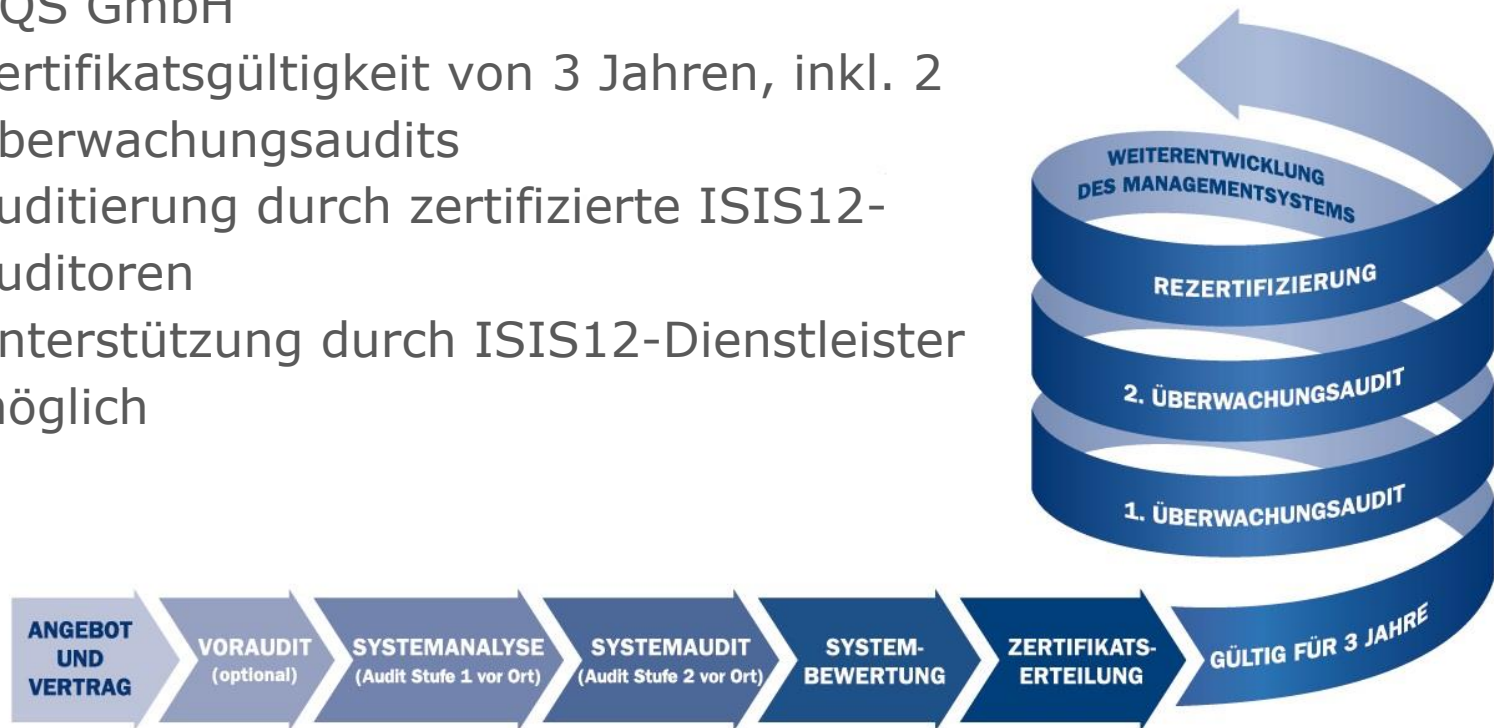 QS GmbH
ertifikatsgültigkeit von 3 Jahren, inkl. 2
berwachungsaudits
uditierung durch zertifizierte ISIS12-
uditoren
nterstützung durch ISIS12-Dienstleister
möglich
WEITERENTWICKLUNG
DES MANAGEMENTSYSTEMS
REZERTIFIZIERUNG
2. ÜBERWACHUNGSAUDIT
1. ÜBERWACHUNGSAUDIT
GÜLTIG FÜR 3 JAHRE
ANGEBOT
UND
VERTRAG
VORAUDIT
(optional)
SYSTEMANALYSE
(Audit Stufe 1 vor Ort)
SYSTEMAUDIT
(Audit Stufe 2 vor Ort)
SYSTEM-
BEWERTUNG
ZERTIFIKATS-
ERTEILUNG